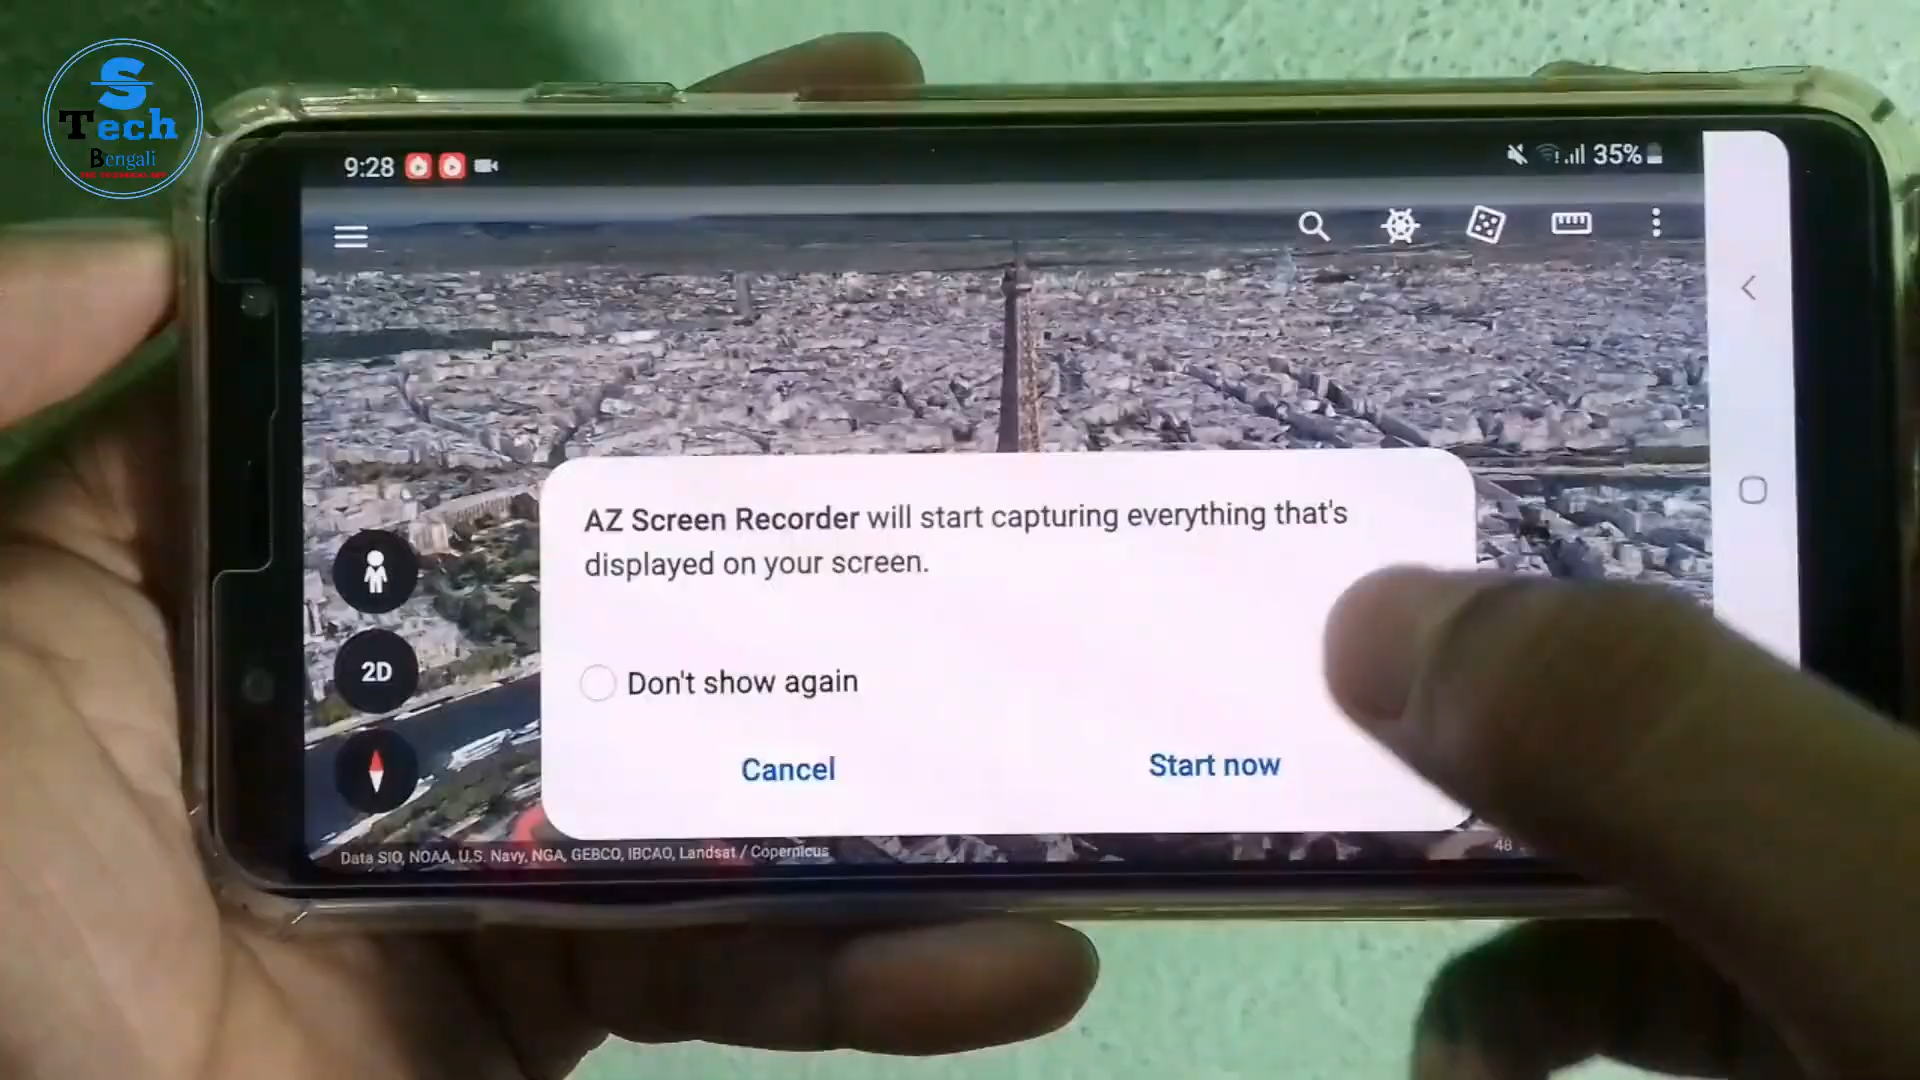 S
Tech
Bengali
9:28
35%
AZ Screen Recorder will start capturing everything that's
displayed on your screen.
Don't show again
Cancel
Start now
2D
Data SIO, NOAA, U.S. Navy, NGA, GEBCO, IBCAO, Landsat / Copernicus
48